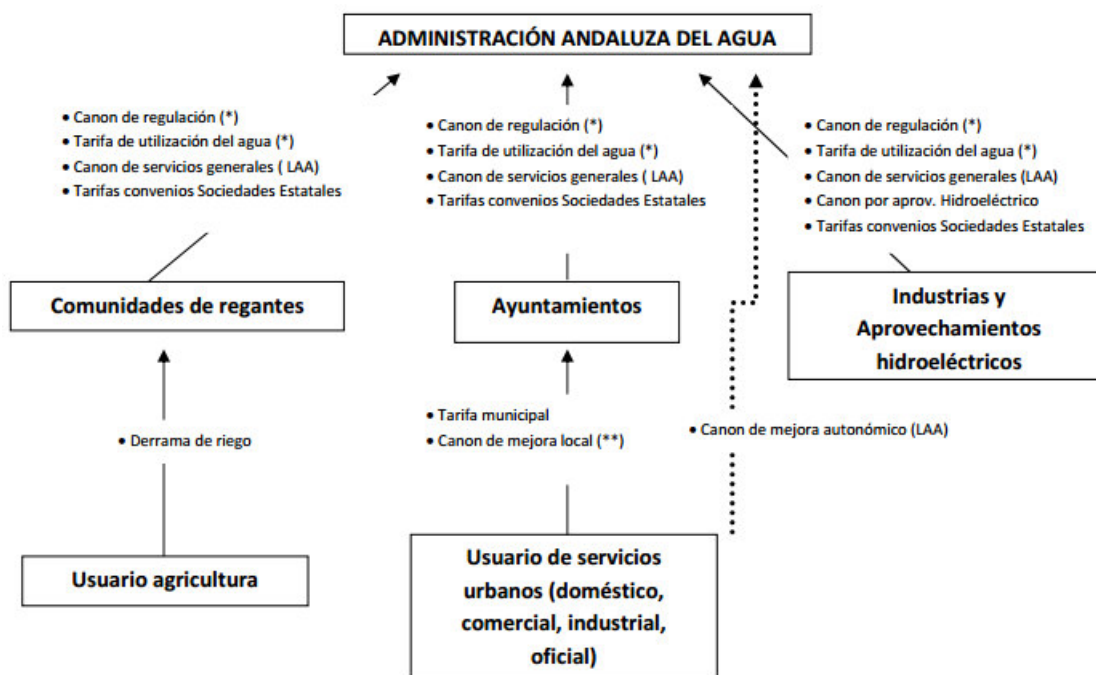 ADMINISTRACIÓN ANDALUZA DEL AGUA
• Canon de regulación (*)
• Tarifa de utilización del agua (*)
• Canon de servicios generales ( LAA)
• Tarifas convenios Sociedades Estatales
• Canon de regulación (*)
• Tarifa de utilización del agua (*)
• Canon de servicios generales ( LAA)
• Tarifas convenios Sociedades Estatales
• Canon de regulación (*)
• Tarifa de utilización del agua (*)
• Canon de servicios generales (LAA)
• Canon por aprov. Hidroeléctrico
• Tarifas convenios Sociedades Estatales
Comunidades de regantes
Ayuntamientos
Industrias y
Aprovechamientos
hidroeléctricos
• Derrama de riego
• Tarifa municipal
• Canon de mejora local (**)
• Canon de mejora autonómico (LAA)
Usuario agricultura
Usuario de servicios
urbanos (doméstico,
comercial, industrial,
oficial)